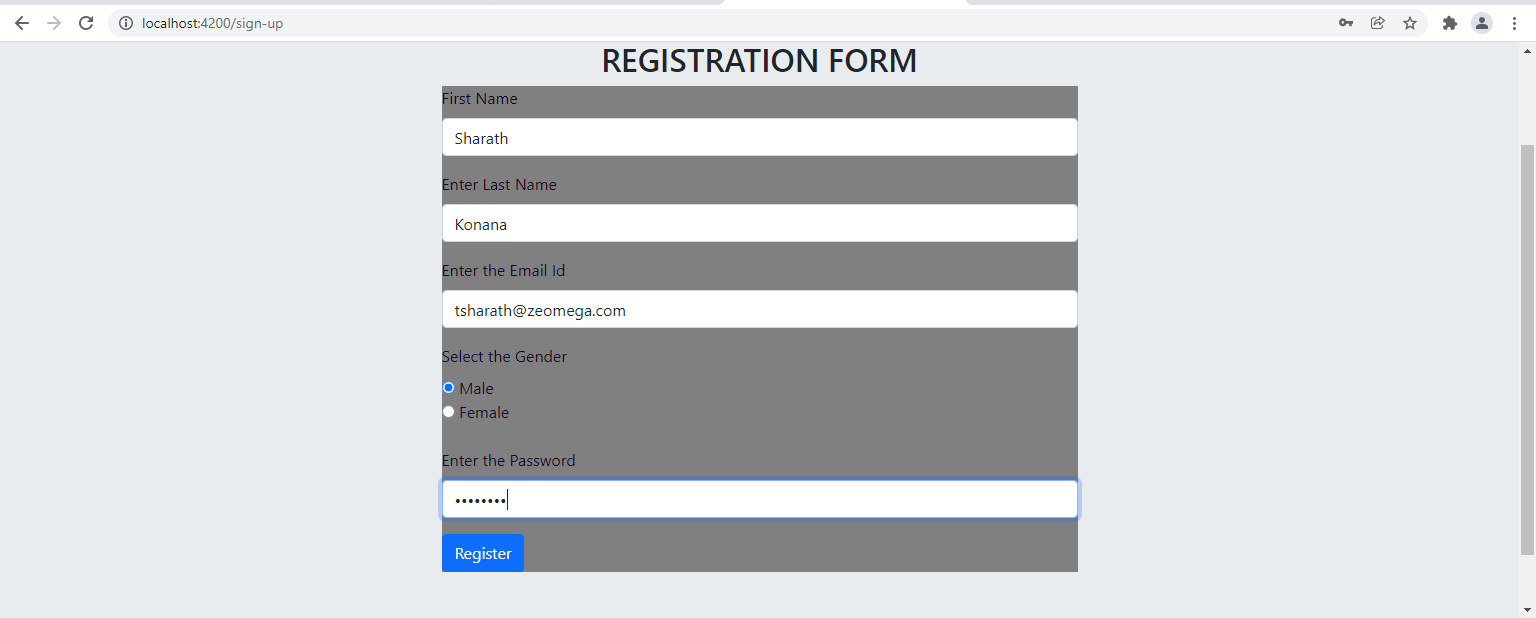 localhost:4200/sign-up
REGISTRATION FORM
First Name
Sharath
Enter Last Name
Konana
Enter the Email Id
tsharath@zeomega.com
Select the Gender
Male
Female
Enter the Password
••••••••
Register